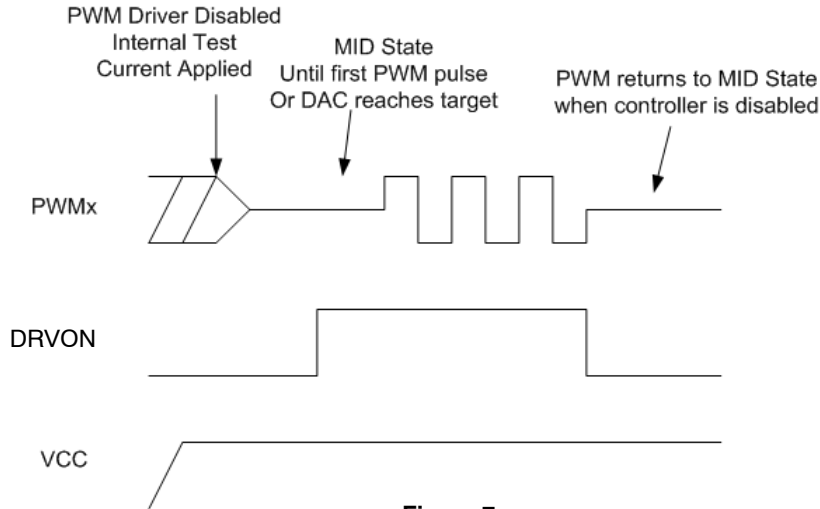 PWM Driver Disabled
Internal Test
Current Applied
MID State
Until first PWM pulse
Or DAC reaches target
PWM returns to MID State
when controller is disabled
PWMx
DRVON
VCC